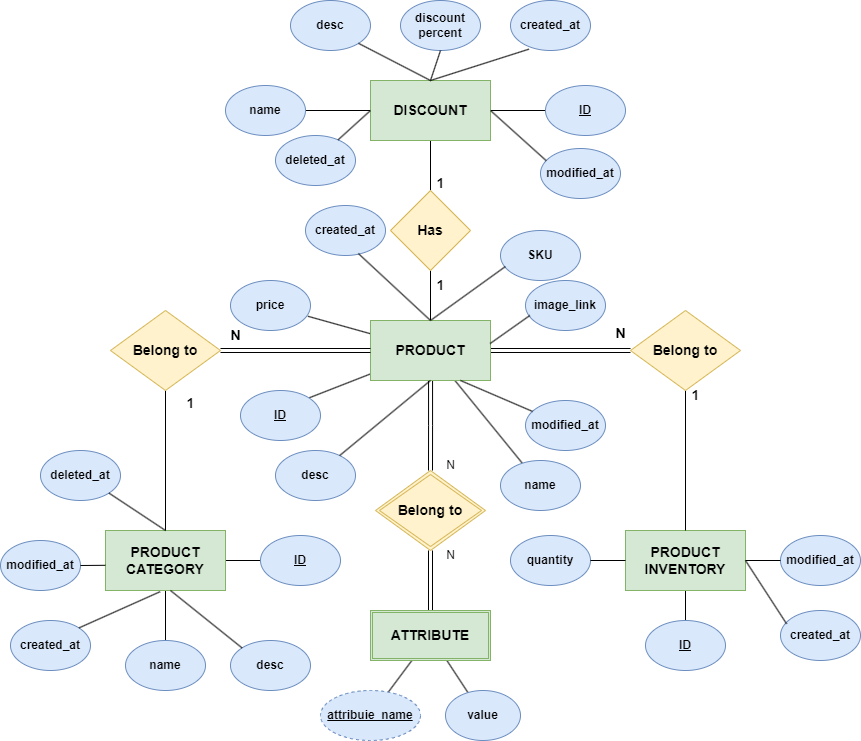 desc
discount
percent
created_at
name
DISCOUNT
ID
deleted_at
modified_at
1
created_at
Has
SKU
1
price
image_link
N
N
Belong to
PRODUCT
Belong to
1
1
ID
modified_at
desc
N
name
deleted_at
Belong to
N
modified_at
PRODUCT
CATEGORY
ID
quantity
PRODUCT
INVENTORY
modified_at
created_at
name
desc
ATTRIBUTE
ID
created_at
attribuie_name
value